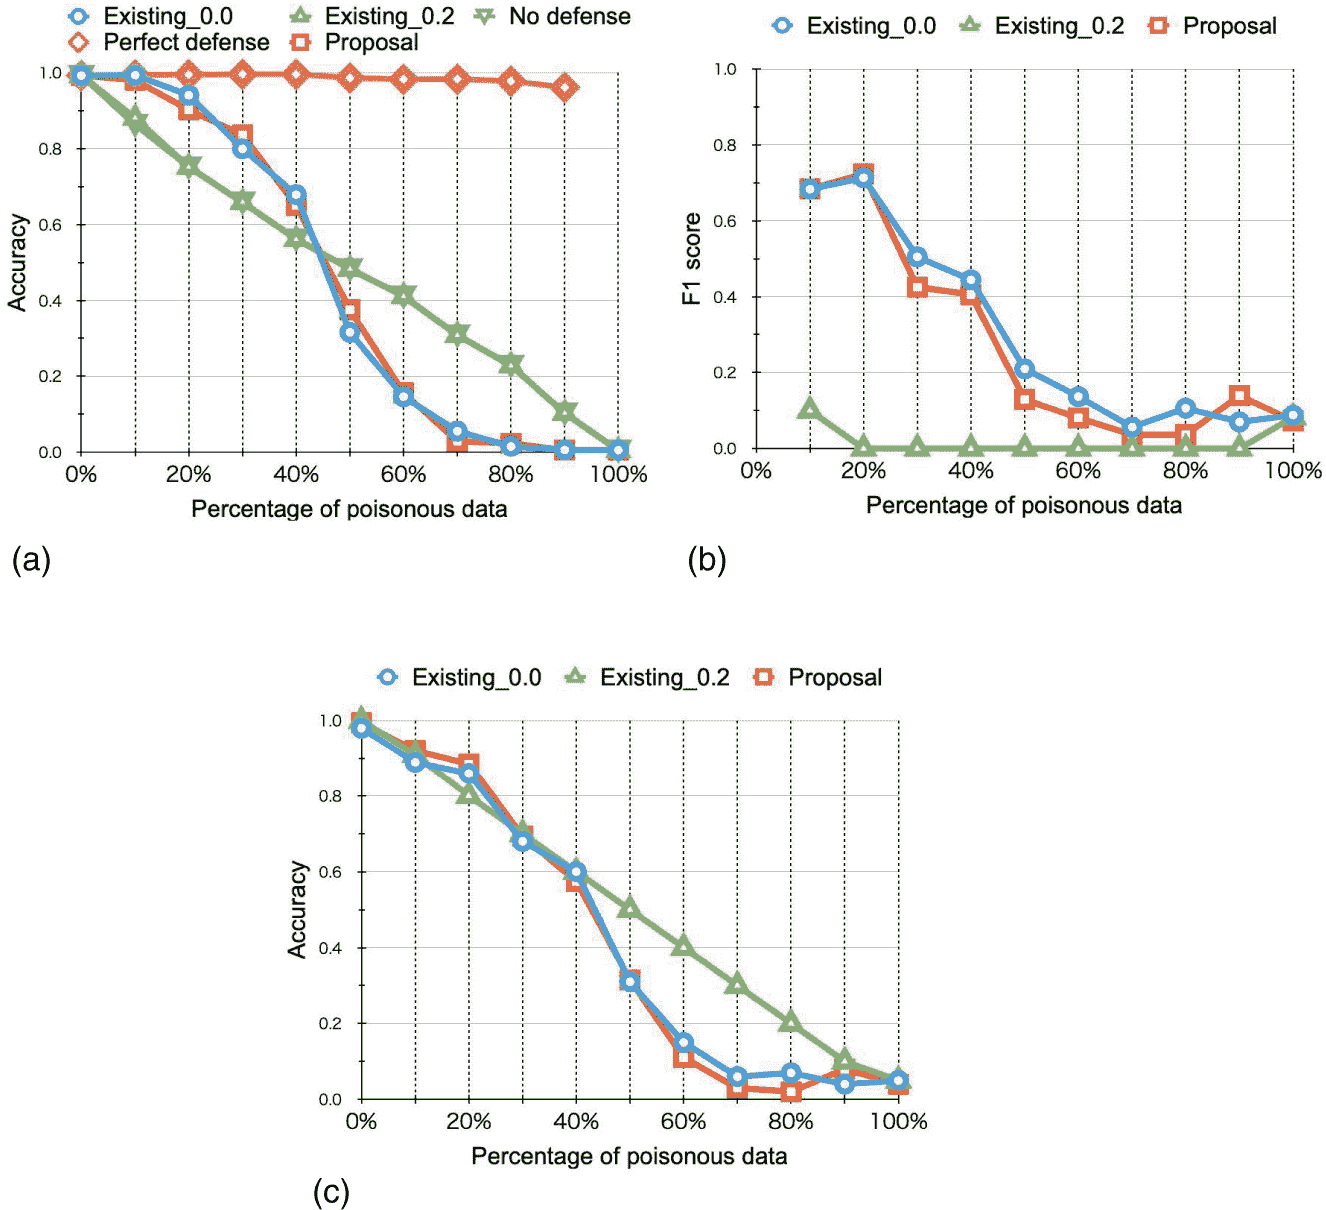 Existing_0.0 Existing_0.2 No defense
Perfect defense Proposal
1.0
0.8
0.6
0.4
0.2
0.0
Accuracy
0% 20% 40% 60% 80% 100%
Percentage of poisonous data
(a)
Existing_0.0 Existing_0.2 Proposal
1.0
0.8
0.6
0.4
0.2
0.0
F1 score
0% 20% 40% 60% 80% 100%
Percentage of poisonous data
(b)
Existing_0.0 Existing_0.2 Proposal
1.0
0.8
0.6
0.4
0.2
0.0
Accuracy
0% 20% 40% 60% 80% 100%
Percentage of poisonous data
(c)